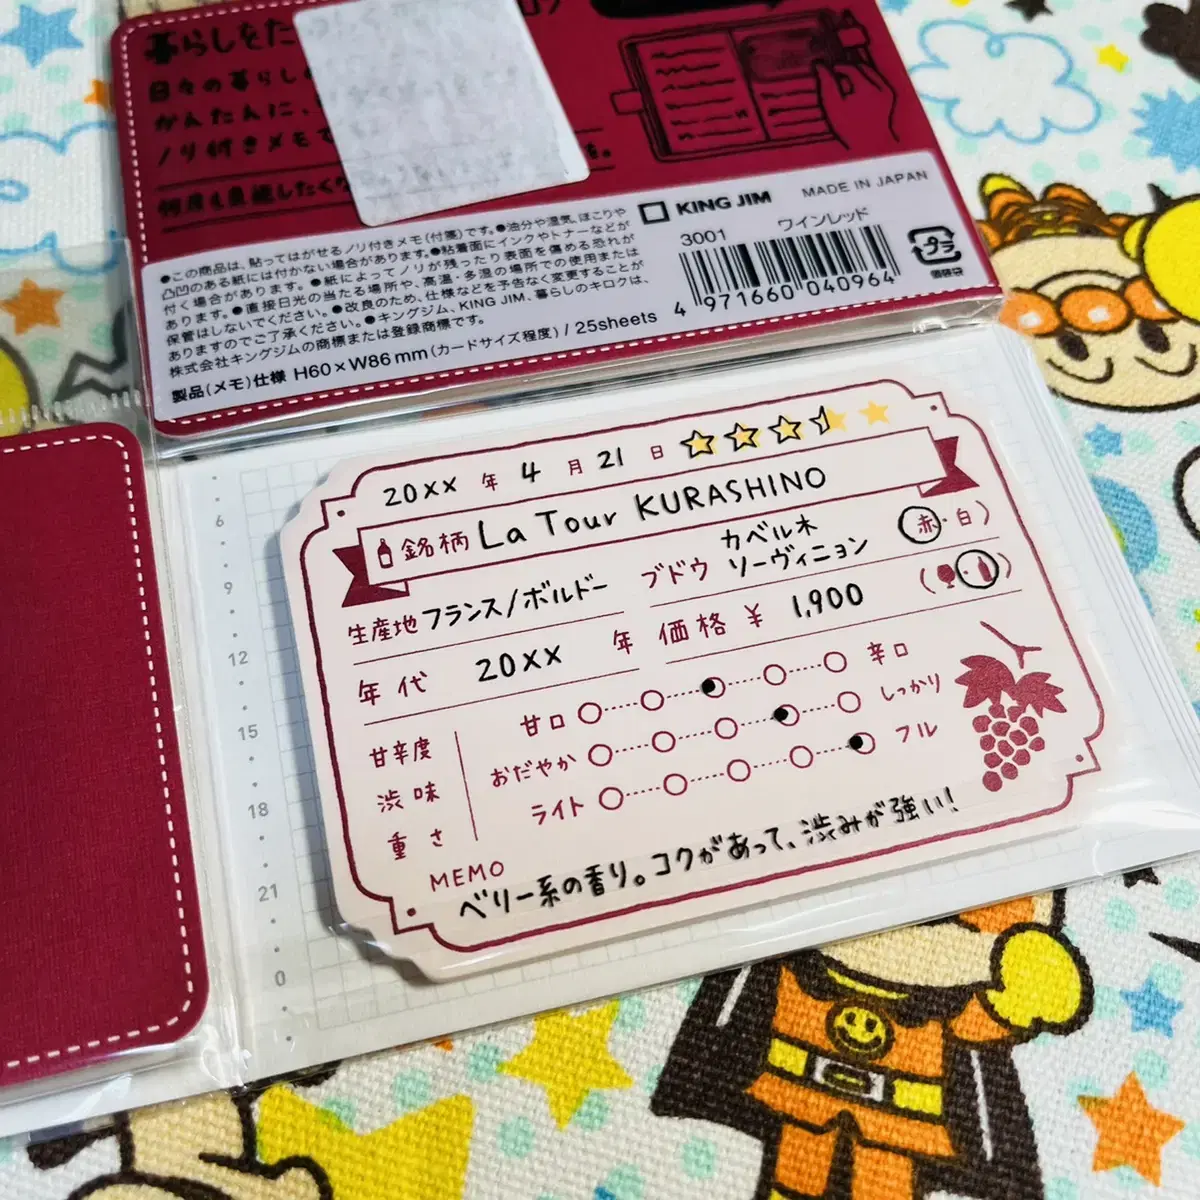 暮らしをた
日々の暮らしの
かんたんに、
ノリ付きメモで
何度も見返したくな
KING JIM
MADE IN JAPAN
3001 ワインレッド
プラ
個装袋
4 971660 040964
●この商品は、貼ってはがせるノリ付きメモ(付箋)です。●油分や湿気、ほこりや
凸凹のある紙には付かない場合があります。●粘着面にインクやトナーなどが
付く場合があります。●紙によってノリが残ったり表面を傷める恐れが
あります。●直接日光の当たる場所や、高温・多湿の場所での使用または
保管はしないでください。●改良のため、仕様などを予告なく変更することが
ありますのでご了承ください。●キングジム、KING JIM、暮らしのキロクは、
株式会社キングジムの商標または登録商標です。
製品(メモ)仕様 H60×W86mm(カードサイズ程度)/25sheets
6
9
12
15
18
21
0
20XX 年 4 月 21 日
銘柄 La Tour KURASHINO
生産地 フランス/ボルドー
ブドウ カベルネ
ソーヴィニョン
(赤・白)
年代 20XX 年 価格 ¥ 1,900
甘辛度 甘口 辛口
渋味 おだやか しっかり
重さ ライト フル
MEMO
ベリー系の香り。コクがあって、渋みが強い!